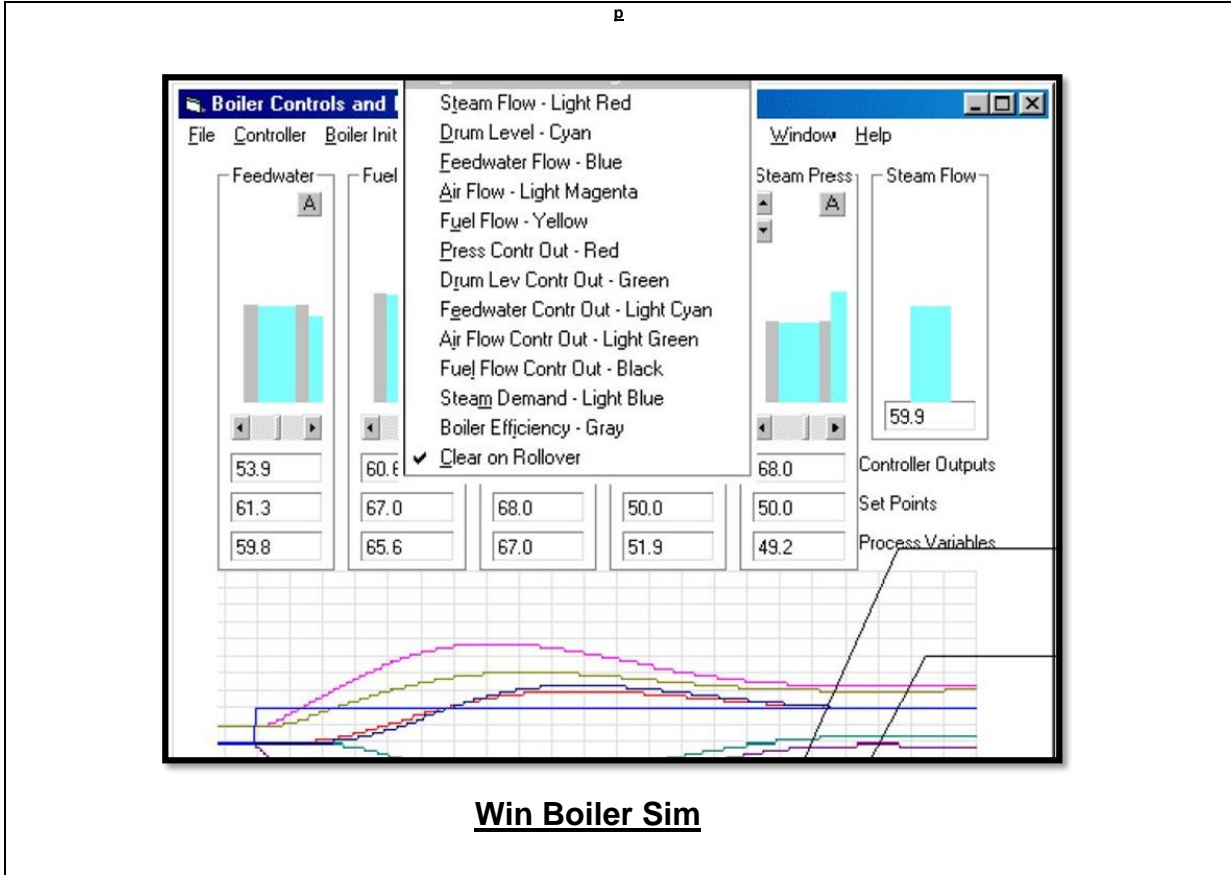 p
Boiler Controls and
File Controller Boiler Init Window Help
Steam Flow - Light Red
Drum Level - Cyan
Feedwater Flow - Blue
Air Flow - Light Magenta
Fuel Flow - Yellow
Press Contr Out - Red
Drum Lev Contr Out - Green
Feedwater Contr Out - Light Cyan
Air Flow Contr Out - Light Green
Fuel Flow Contr Out - Black
Steam Demand - Light Blue
Boiler Efficiency - Gray
✔ Clear on Rollover
Feedwater Fuel Steam Press Steam Flow
A A
59.9
53.9 60.6 68.0 Controller Outputs
61.3 67.0 68.0 50.0 50.0 Set Points
59.8 65.6 67.0 51.9 49.2 Process Variables
Win Boiler Sim